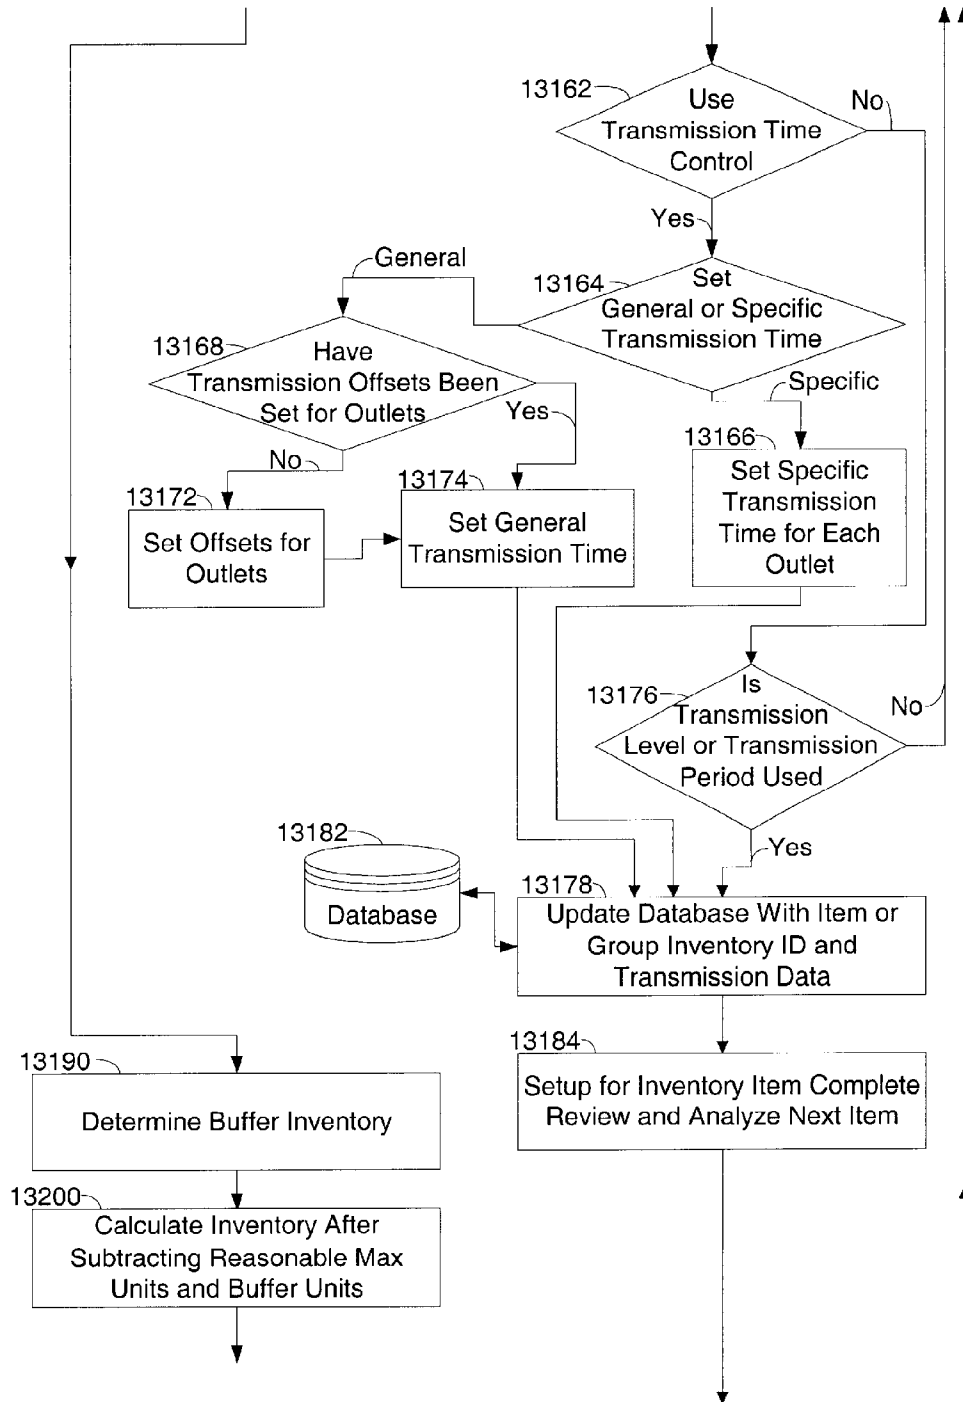 13162
Use
Transmission Time
Control
No
Yes
General
13164
Set
General or Specific
Transmission Time
13168
Have
Transmission Offsets Been
Set for Outlets
Yes
Specific
No
13166
Set Specific
Transmission
Time for Each
Outlet
13172
Set Offsets for
Outlets
13174
Set General
Transmission Time
13176
Is
Transmission
Level or Transmission
Period Used
No
Yes
13182
Database
13178
Update Database With Item or
Group Inventory ID and
Transmission Data
13184
Setup for Inventory Item Complete
Review and Analyze Next Item
13190
Determine Buffer Inventory
13200
Calculate Inventory After
Subtracting Reasonable Max
Units and Buffer Units